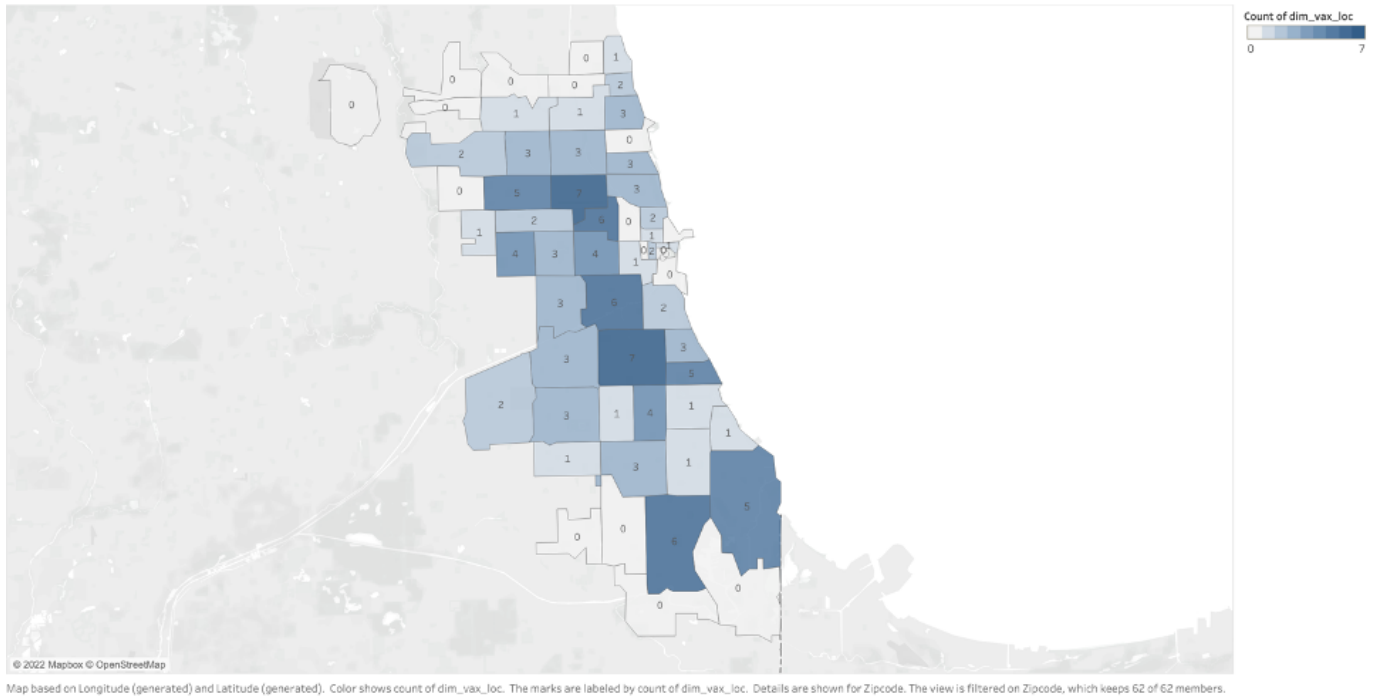 Count of dim_vax_loc
0 7
0 1
0 0 0 2
0
0 1 1 3
0
2 3 3 3
0 5 7 3
2 6 0 2
1 1
4 3 4 1 0 2 0 1
0
3 6 2
3 7 3
5
2 3 1 4 1
1
1 3 1
5
0 0 6
0
0
© 2022 Mapbox © OpenStreetMap
Map based on Longitude (generated) and Latitude (generated). Color shows count of dim_vax_loc. The marks are labeled by count of dim_vax_loc. Details are shown for Zipcode. The view is filtered on Zipcode, which keeps 62 of 62 members.